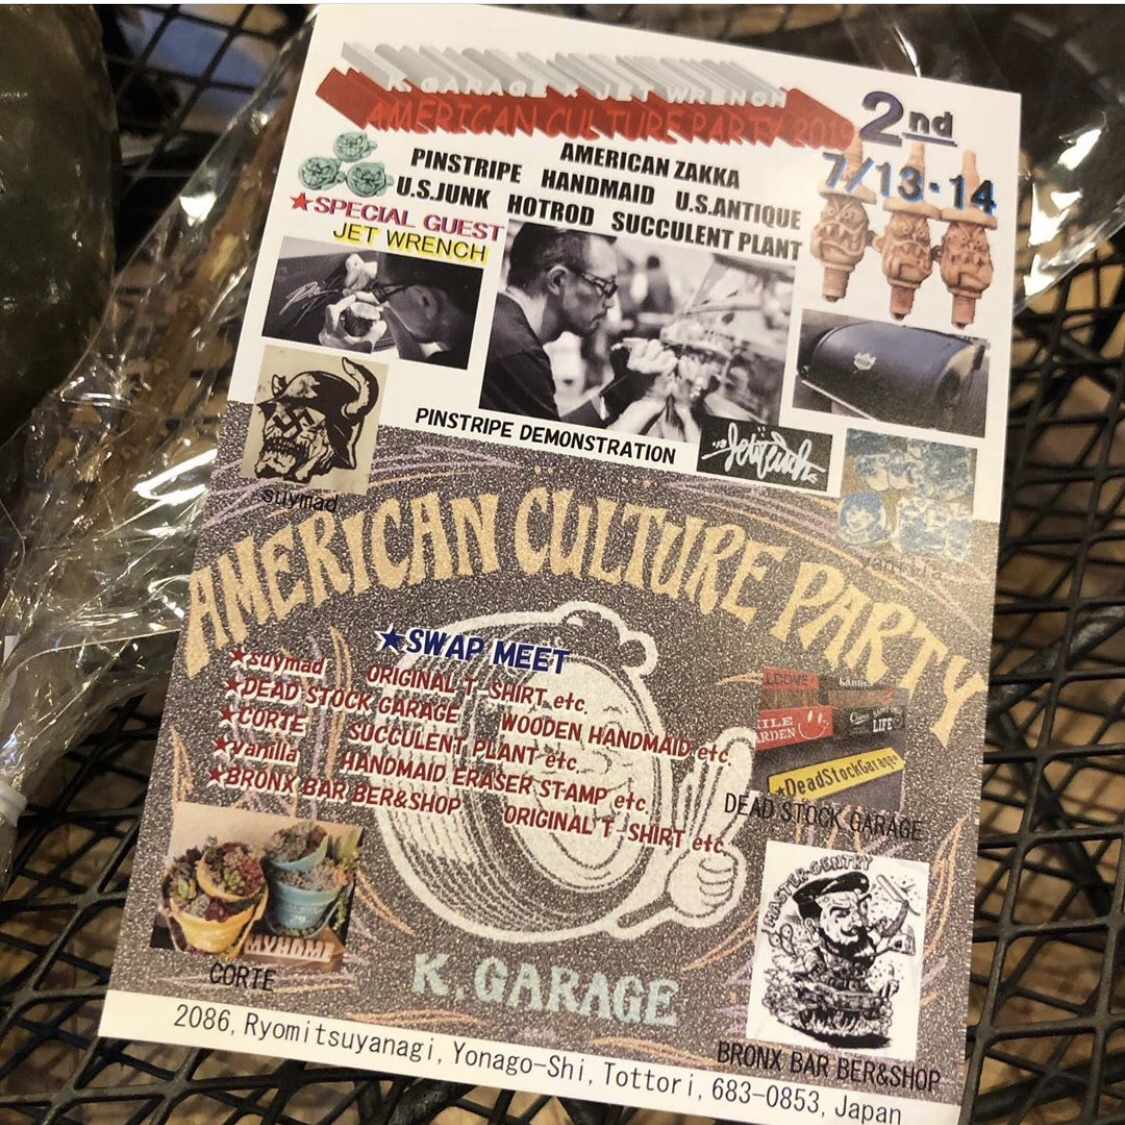 K GARAGE × JET WRENCH
AMERICAN CULTURE PARTY 2019
2nd
7/13・14
AMERICAN ZAKKA
PINSTRIPE HANDMAID U.S.ANTIQUE
U.S.JUNK HOTROD SUCCULENT PLANT
★SPECIAL GUEST
JET WRENCH
PINSTRIPE DEMONSTRATION
suymad
AMERICAN CULTURE PARTY
★SWAP MEET
★suymad ORIGINAL T-SHIRT etc.
★DEAD STOCK GARAGE WOODEN HANDMAID etc.
★CORTE SUCCULENT PLANT etc
★vanilla HANDMAID ERASER STAMP etc.
★BRONX BAR BER&SHOP ORIGINAL T-SHIRT etc.
LIFE
★DeadStockGarage★
DEAD STOCK GARAGE
MASTER GENTRY
MYHOME
CORTE
K.GARAGE
BRONX BAR BER&SHOP
2086, Ryomitsuyanagi, Yonago-Shi, Tottori, 683-0853, Japan